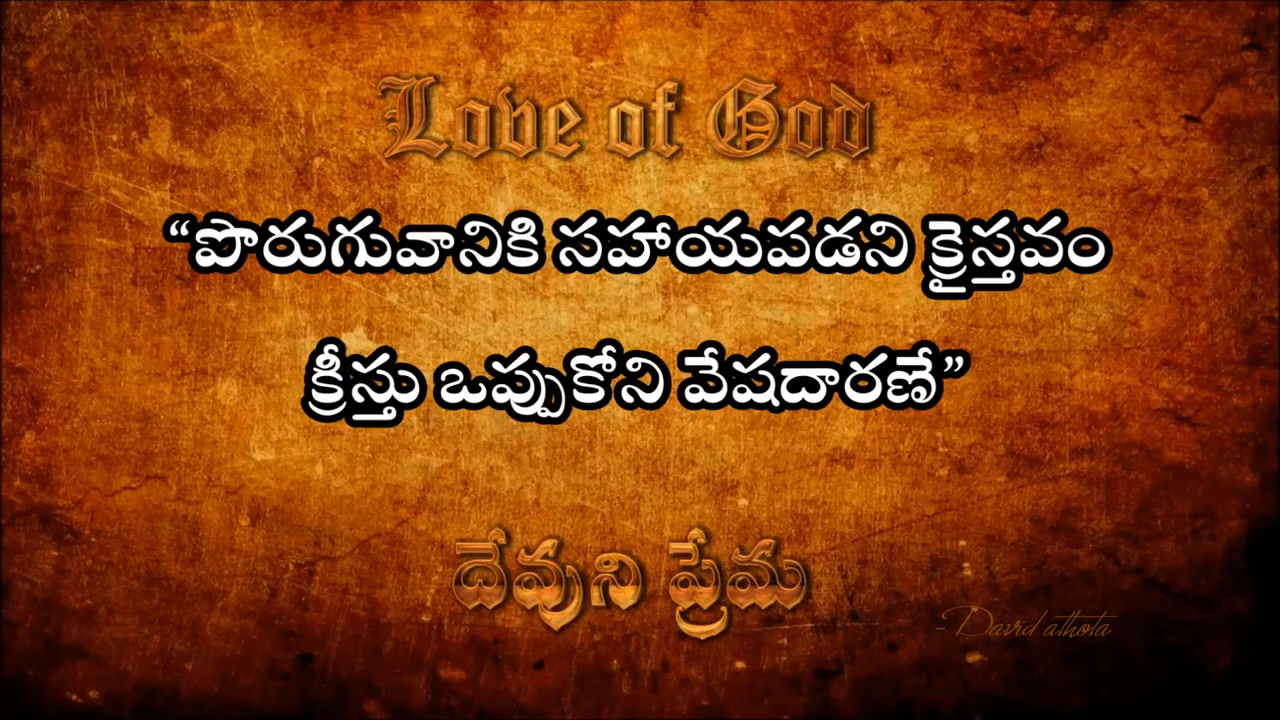 Love of God
“పొరుగువానికి సహాయపడని క్రైస్తవం
క్రీస్తు ఒప్పుకోని వేషదారణే”
దేవుని ప్రేమ
-David athota